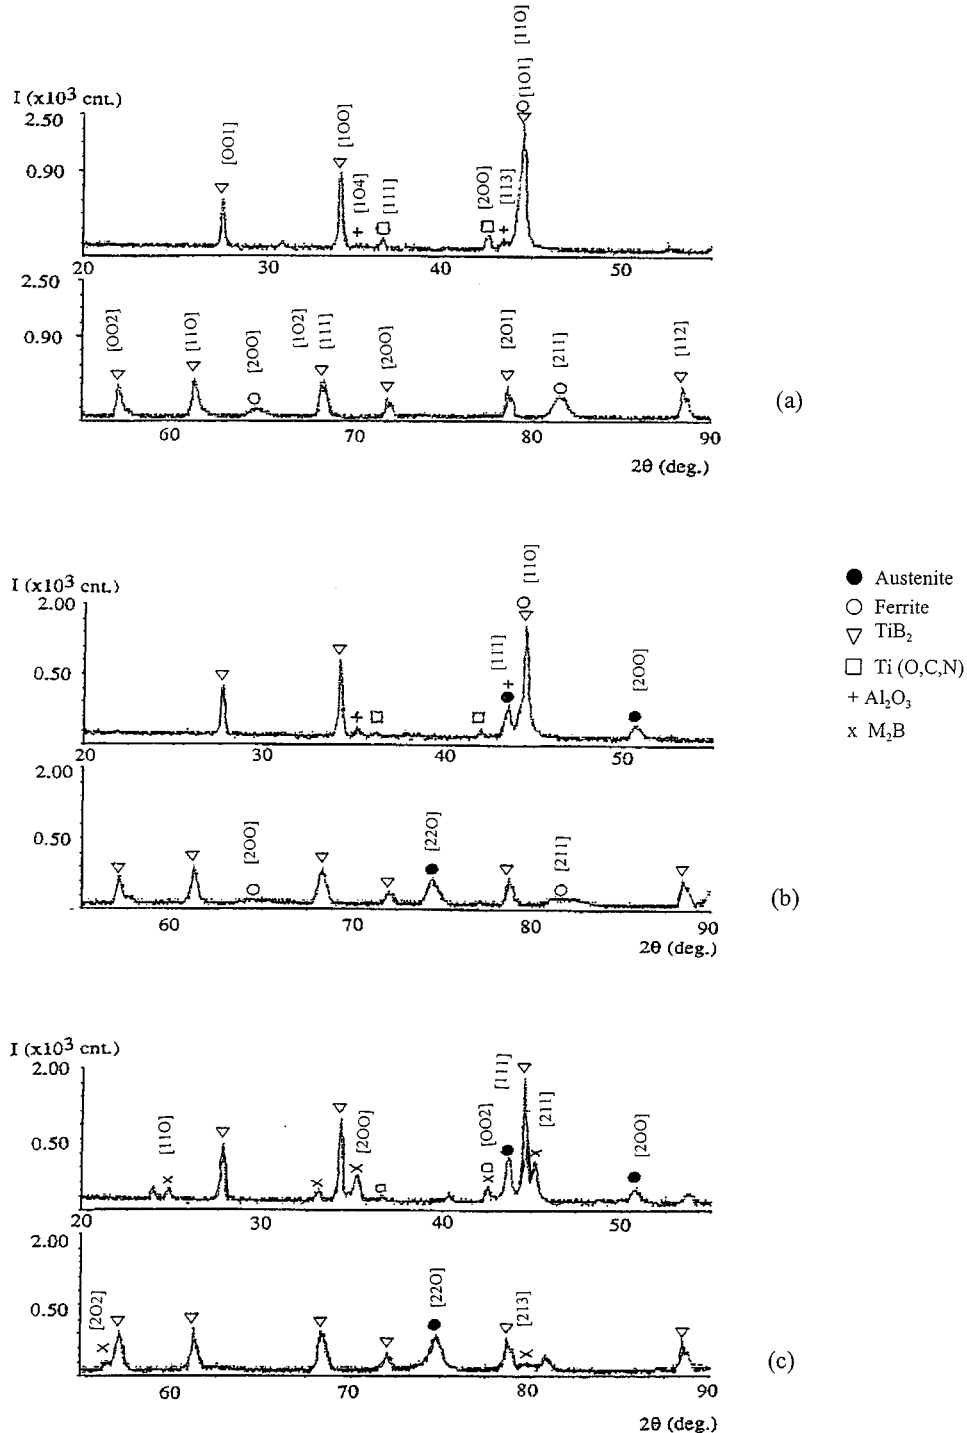 I (x10³ cnt.)
2.50
0.90
[001]
[100]
[104]
[111]
[200]
[113]
[101] [110]
20 30 40 50
2.50
0.90
[002]
[110]
[200]
[102]
[111]
[200]
[201]
[211]
[112]
60 70 80 90
2θ (deg.)
(a)
I (x10³ cnt.)
2.00
0.50
[111]
[110]
[200]
20 30 40 50
2.00
0.50
[200]
[220]
[211]
60 70 80 90
2θ (deg.)
(b)
● Austenite
○ Ferrite
▽ TiB₂
□ Ti (O,C,N)
+ Al₂O₃
x M₂B
I (x10³ cnt.)
2.00
0.50
[110]
[200]
[002]
[111]
[211]
[200]
20 30 40 50
2.00
0.50
[202]
[220]
[213]
60 70 80 90
2θ (deg.)
(c)